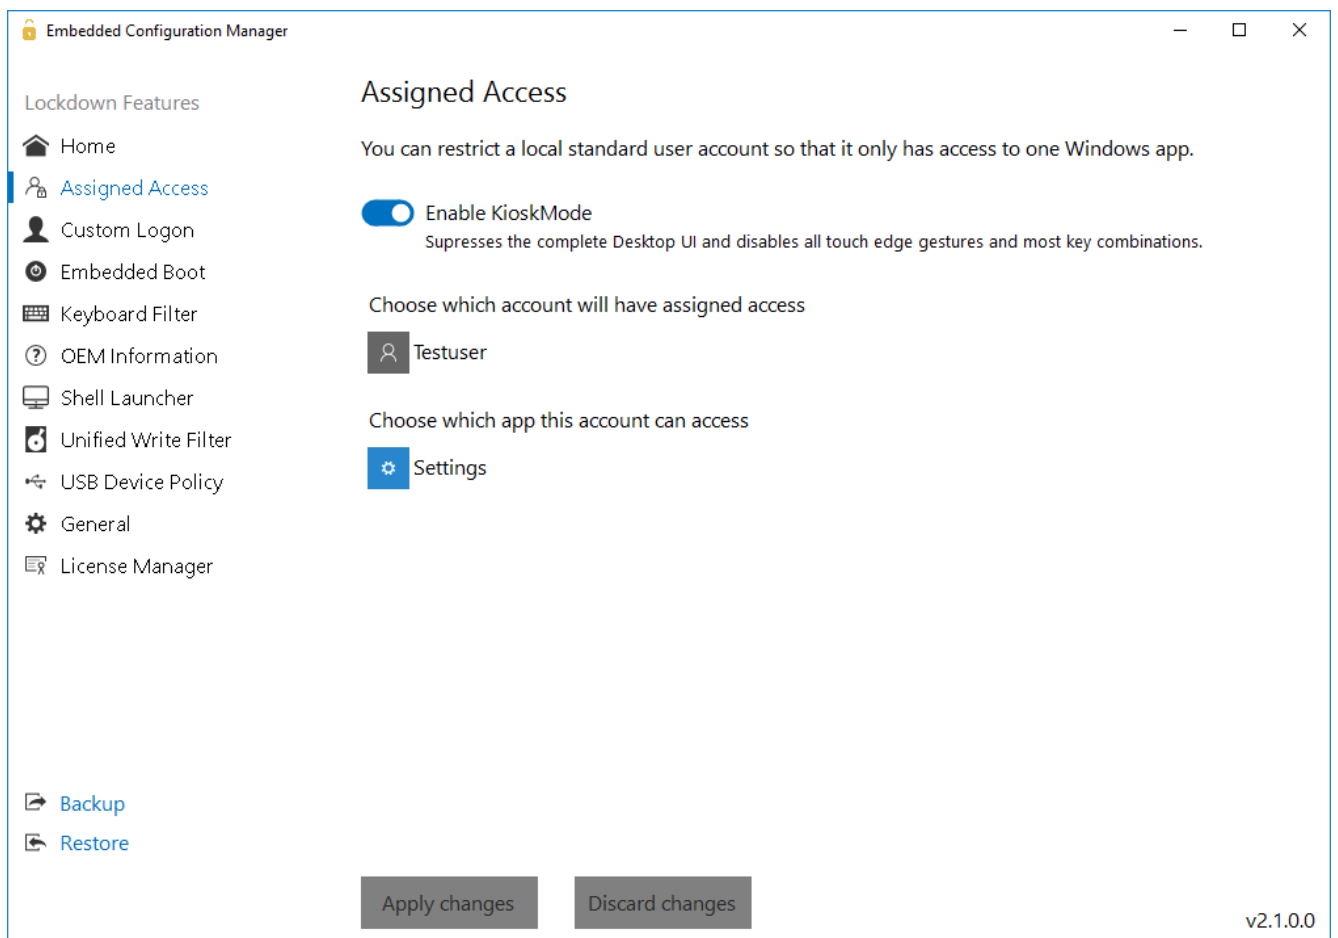 Embedded Configuration Manager
Lockdown Features
Home
Assigned Access
Custom Logon
Embedded Boot
Keyboard Filter
OEM Information
Shell Launcher
Unified Write Filter
USB Device Policy
General
License Manager
Backup
Restore
Assigned Access
You can restrict a local standard user account so that it only has access to one Windows app.
Enable KioskMode
Supresses the complete Desktop UI and disables all touch edge gestures and most key combinations.
Choose which account will have assigned access
Testuser
Choose which app this account can access
Settings
Apply changes
Discard changes
v2.1.0.0